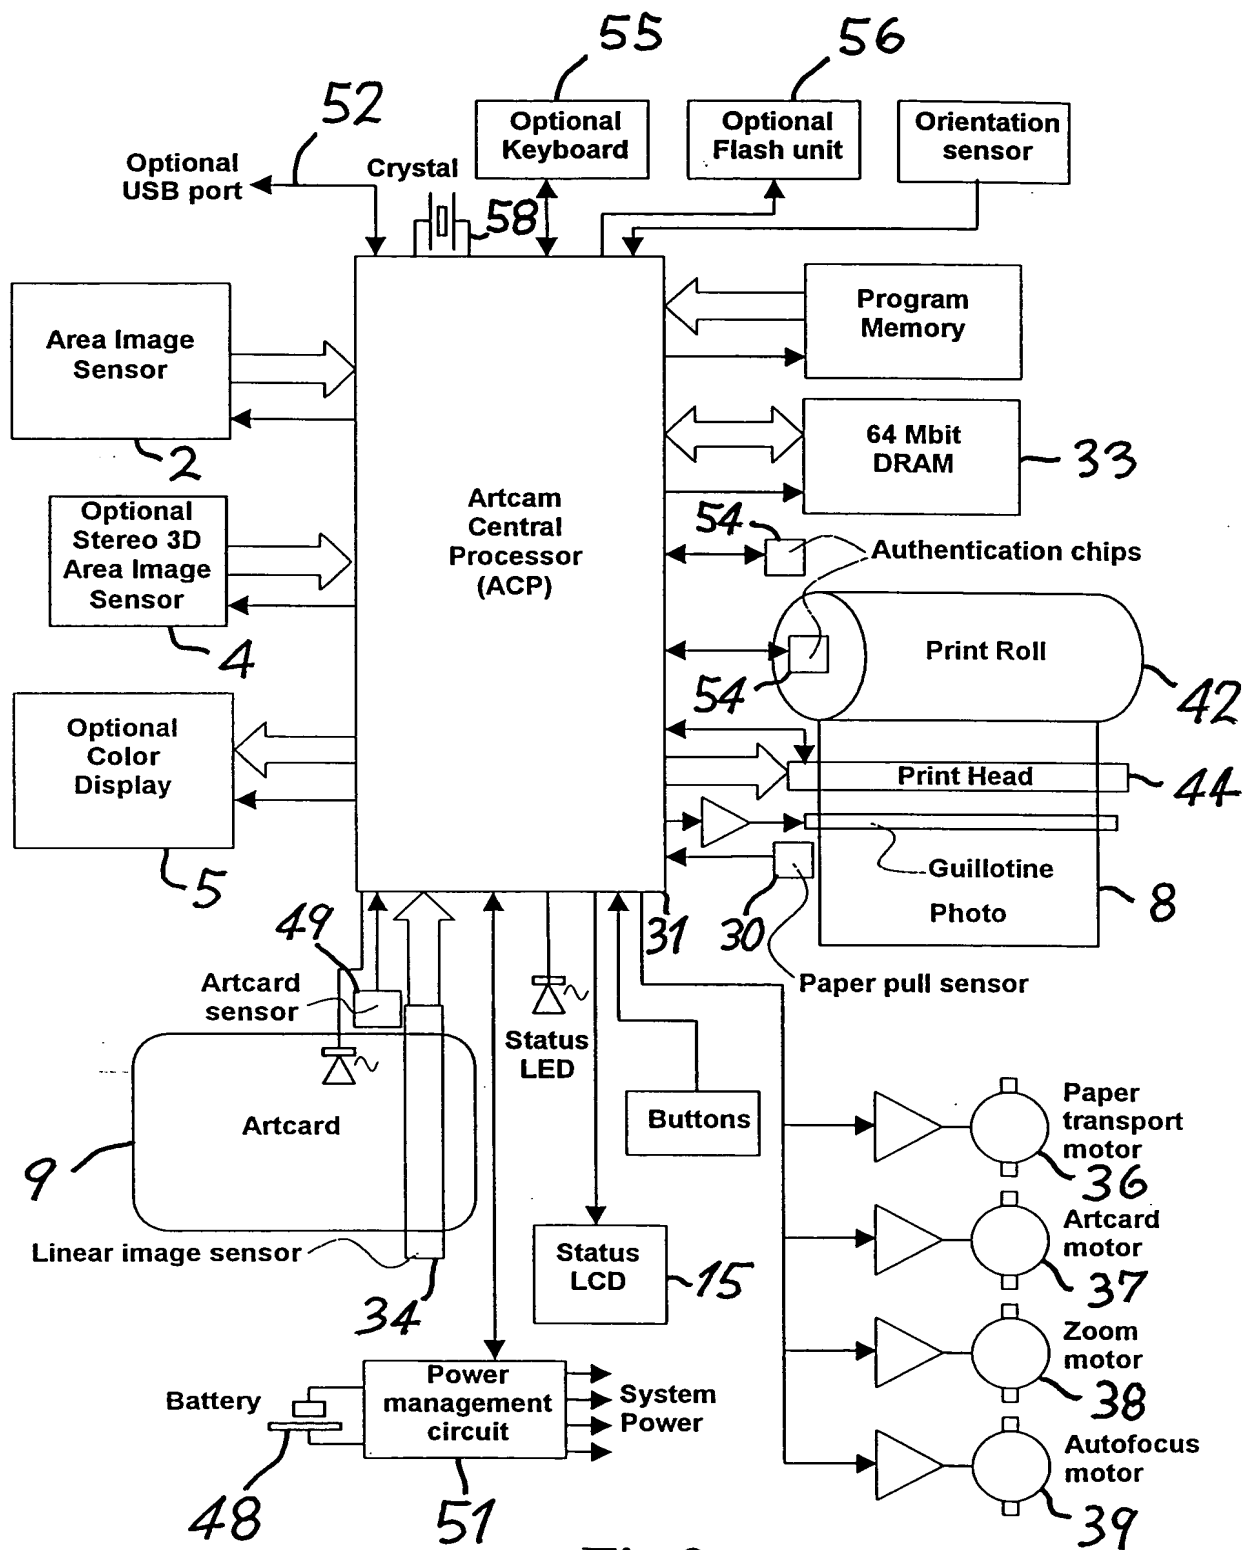 55
56
52
Optional
USB port
Crystal
58
Optional
Keyboard
Optional
Flash unit
Orientation
sensor
Area Image
Sensor
2
Program
Memory
64 Mbit
DRAM
33
Optional
Stereo 3D
Area Image
Sensor
4
Artcam
Central
Processor
(ACP)
54
Authentication chips
Print Roll
54
42
Optional
Color
Display
5
Print Head
44
Guillotine
8
Photo
30
31
Paper pull sensor
49
Artcard
sensor
Status
LED
Buttons
9
Artcard
Linear image sensor
34
Status
LCD
15
Paper
transport
motor
36
Artcard
motor
37
Zoom
motor
38
Autofocus
motor
39
Battery
48
Power
management
circuit
51
System
Power